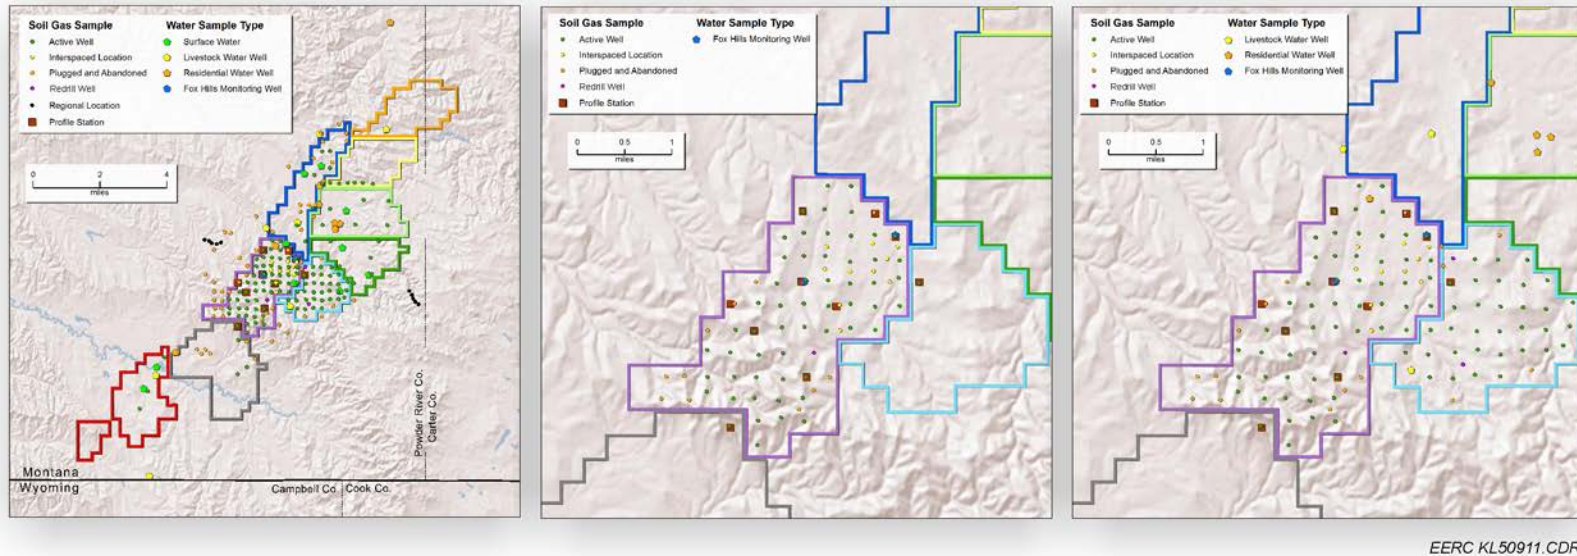 Soil Gas Sample Water Sample Type
Active Well Surface Water
Interspaced Location Livestock Water Well
Plugged and Abandoned Residential Water Well
Redrill Well Fox Hills Monitoring Well
Regional Location
Profile Station
0 2 4
miles
Powder River Co.
Carter Co.
Montana
Wyoming
Campbell Co. Cook Co.
Soil Gas Sample Water Sample Type
Active Well Fox Hills Monitoring Well
Interspaced Location
Plugged and Abandoned
Redrill Well
Profile Station
0 0.5 1
miles
Soil Gas Sample Water Sample Type
Active Well Livestock Water Well
Interspaced Location Residential Water Well
Plugged and Abandoned Fox Hills Monitoring Well
Redrill Well
Profile Station
0 0.5 1
miles
EERC KL50911.CDR